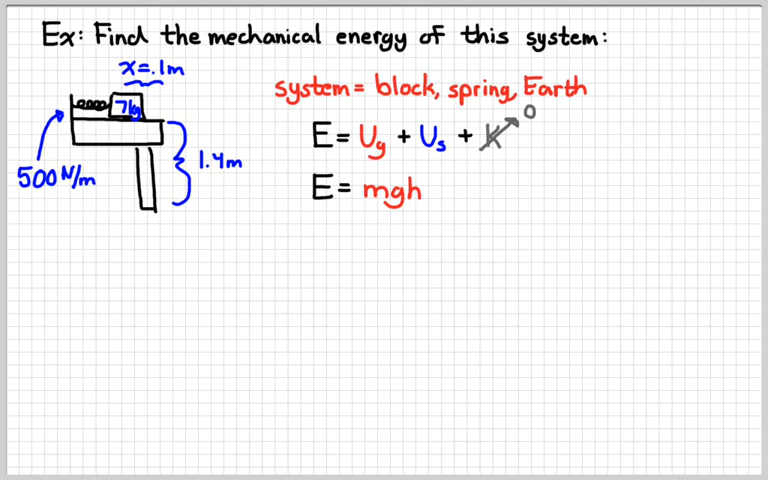 Ex: Find the mechanical energy of this system:
x=.1m
system= block, spring, Earth
7kg
0
E= Ug + Us + K
1.4m
500 N/m
E= mgh